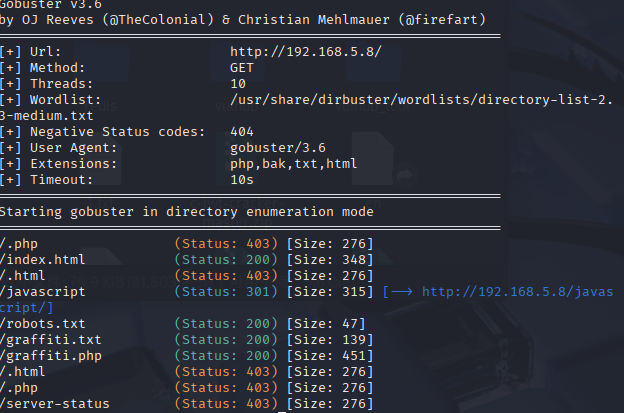 Gobuster v3.6
by OJ Reeves (@TheColonial) & Christian Mehlmauer (@firefart)
[+] Url:                     http://192.168.5.8/
[+] Method:                  GET
[+] Threads:                 10
[+] Wordlist:                /usr/share/dirbuster/wordlists/directory-list-2.
3-medium.txt
[+] Negative Status codes:   404
[+] User Agent:              gobuster/3.6
[+] Extensions:              php,bak,txt,html
[+] Timeout:                 10s
Starting gobuster in directory enumeration mode
/.php                 (Status: 403) [Size: 276]
/index.html           (Status: 200) [Size: 348]
/.html                (Status: 403) [Size: 276]
/javascript           (Status: 301) [Size: 315] [--> http://192.168.5.8/javas
cript/]
/robots.txt           (Status: 200) [Size: 47]
/graffiti.txt         (Status: 200) [Size: 139]
/graffiti.php         (Status: 200) [Size: 451]
/.html                (Status: 403) [Size: 276]
/.php                 (Status: 403) [Size: 276]
/server-status        (Status: 403) [Size: 276]